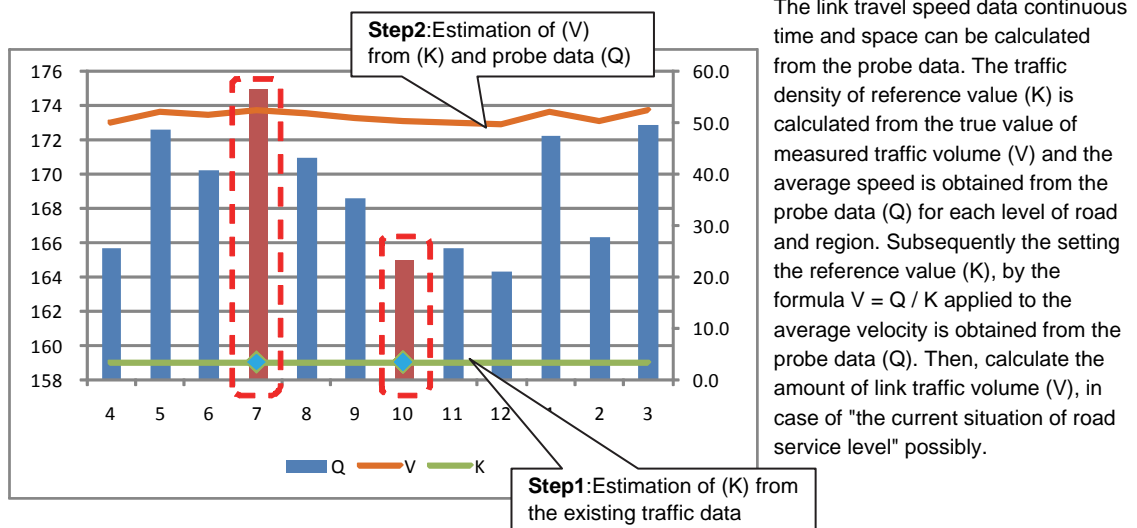 Step2:Estimation of (V)
from (K) and probe data (Q)
176
174
172
170
168
166
164
162
160
158
60.0
50.0
40.0
30.0
20.0
10.0
0.0
4 5 6 7 8 9 10 11 12 1 2 3
Q V K
Step1:Estimation of (K) from
the existing traffic data
The link travel speed data continuous
time and space can be calculated
from the probe data. The traffic
density of reference value (K) is
calculated from the true value of
measured traffic volume (V) and the
average speed is obtained from the
probe data (Q) for each level of road
and region. Subsequently the setting
the reference value (K), by the
formula V = Q / K applied to the
average velocity is obtained from the
probe data (Q). Then, calculate the
amount of link traffic volume (V), in
case of "the current situation of road
service level" possibly.